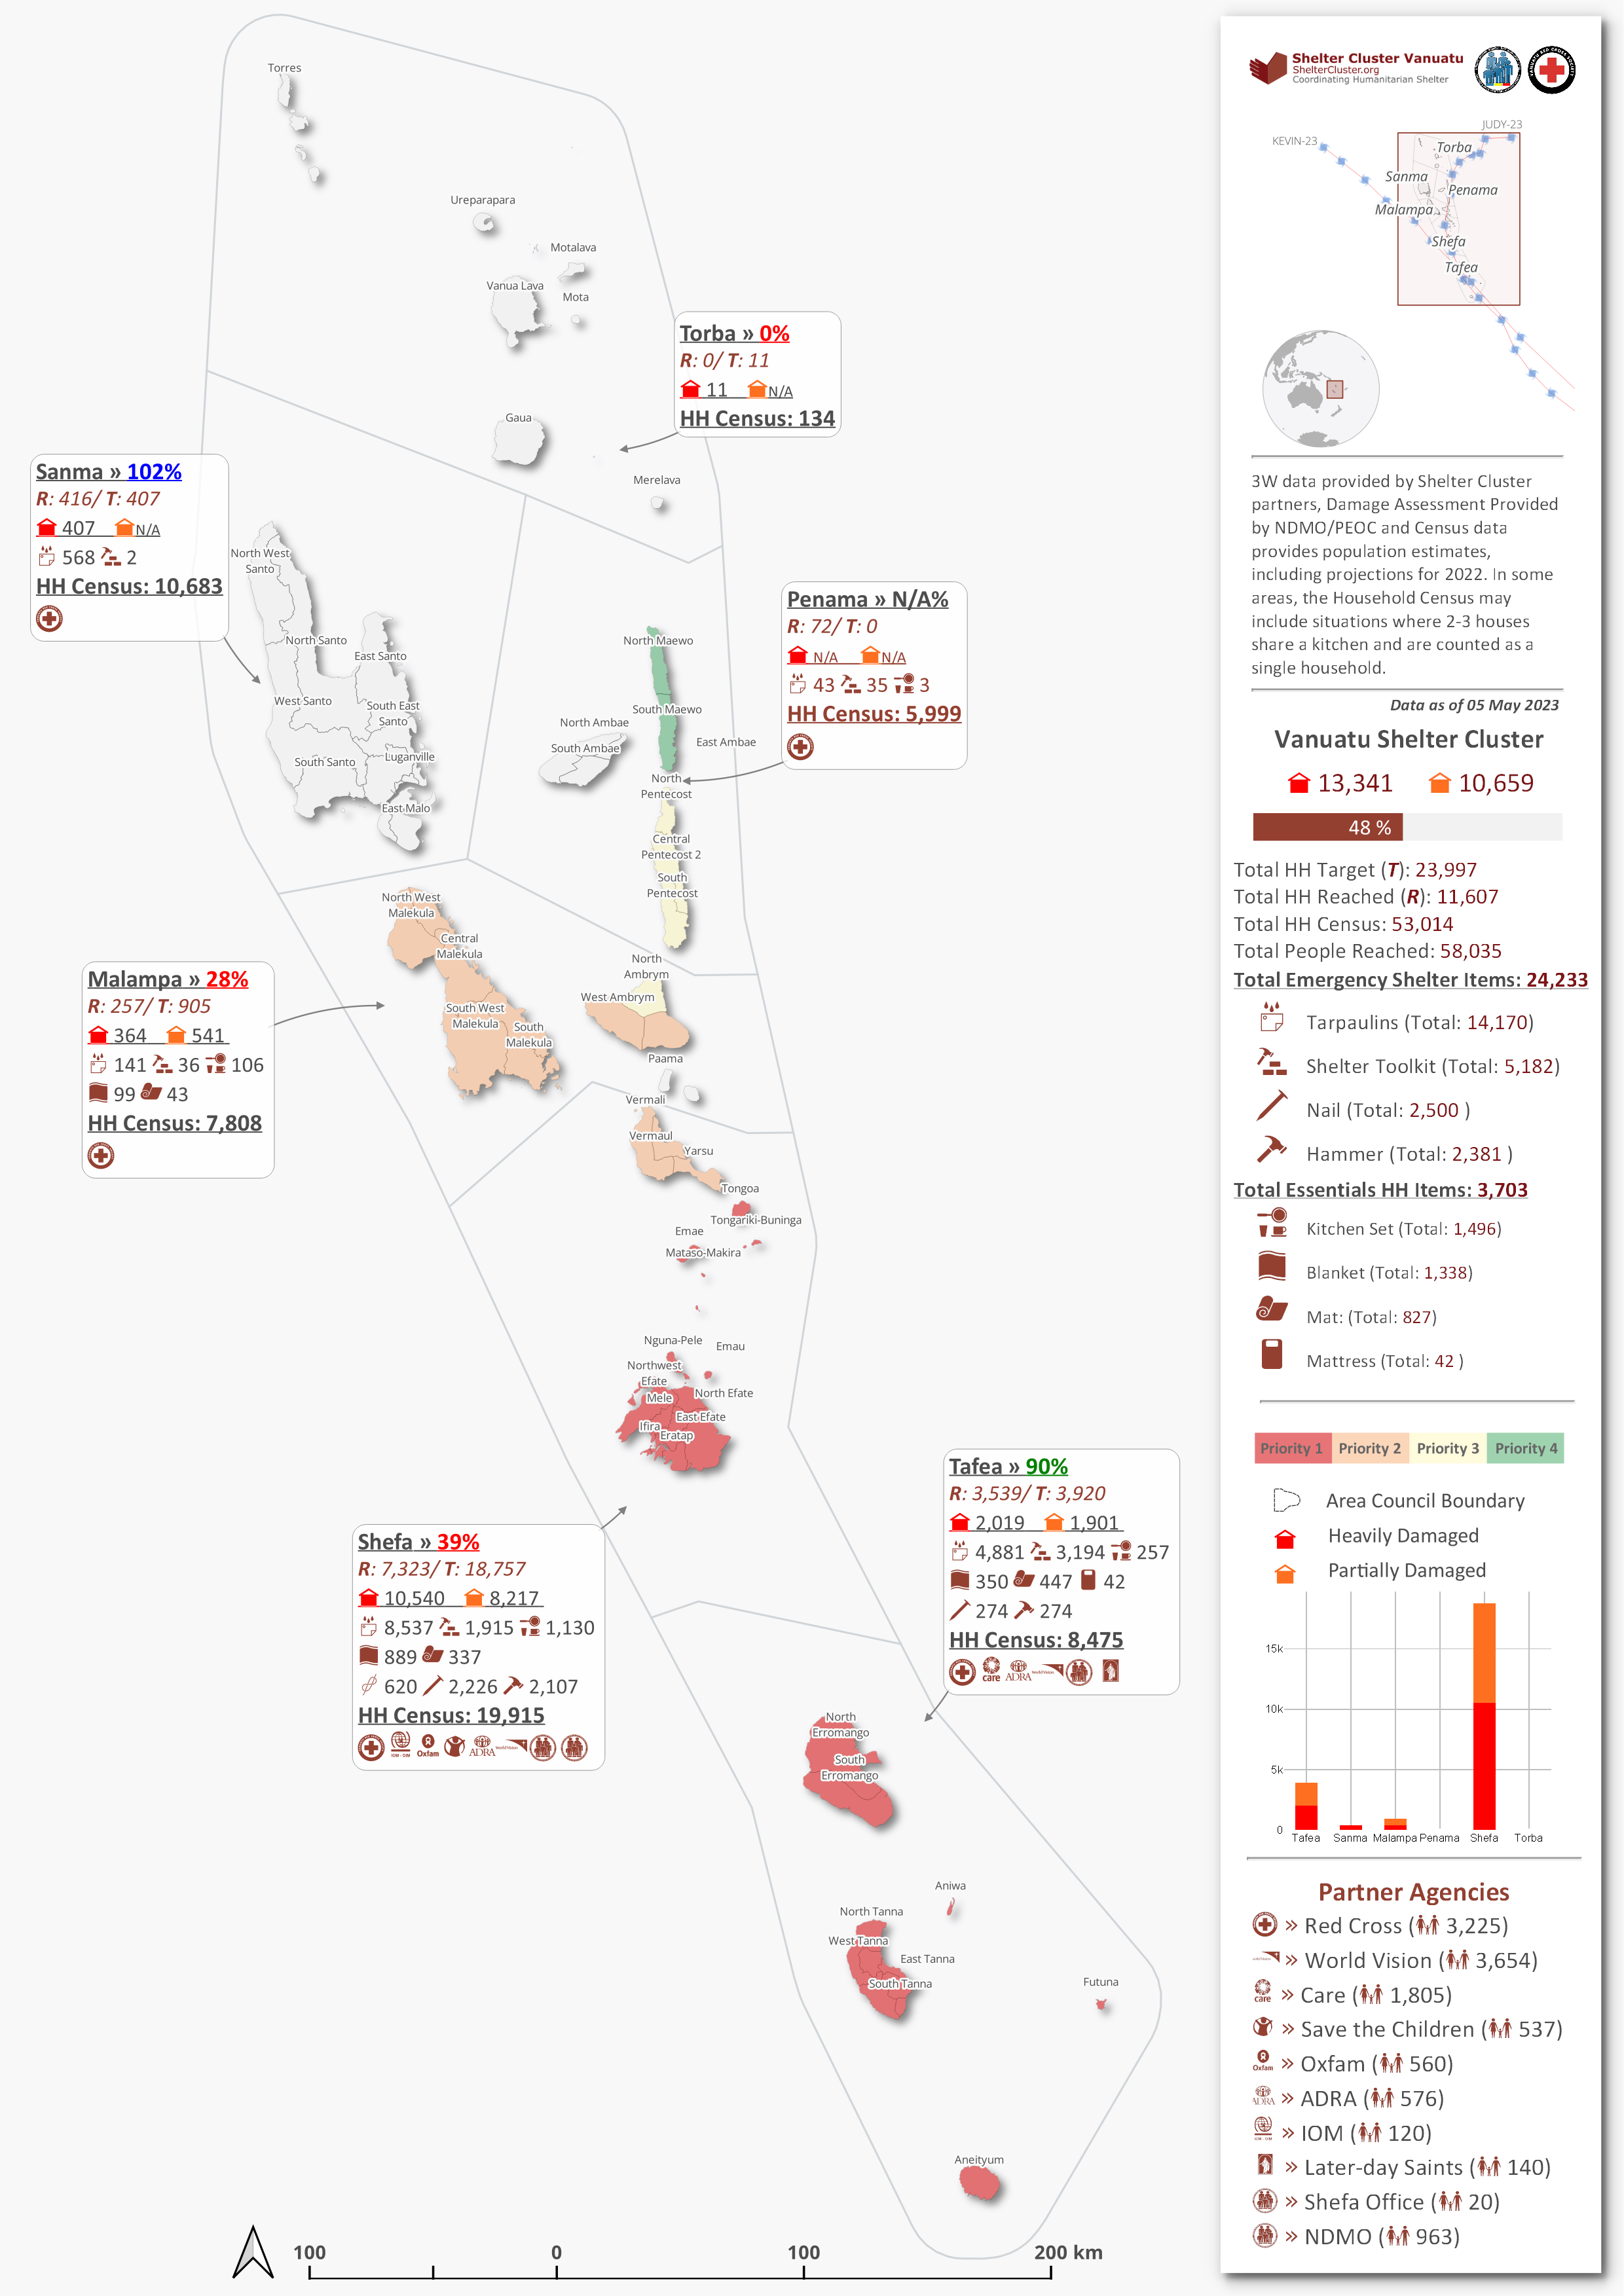 Torres
Ureparapara
Motalava
Vanua Lava
Mota
Torba » 0%
R: 0/ T: 11
11 N/A
HH Census: 134
Gaua
Merelava
Sanma » 102%
R: 416/ T: 407
407 N/A
568 2
HH Census: 10,683
North West
Santo
North Santo
East Santo
West Santo
South East
Santo
South Santo
Luganville
East Malo
Penama » N/A%
R: 72/ T: 0
N/A N/A
43 35 3
HH Census: 5,999
North Maewo
South Maewo
North Ambae
South Ambae
East Ambae
North
Pentecost
Central
Pentecost 2
South
Pentecost
North West
Malekula
Central
Malekula
South West
Malekula
South
Malekula
North
Ambrym
West Ambrym
Paama
Malampa » 28%
R: 257/ T: 905
364 541
141 36 106
99 43
HH Census: 7,808
Vermali
Vermaul
Yarsu
Tongoa
Tongariki-Buninga
Emae
Mataso-Makira
Nguna-Pele
Emau
Northwest
Efate
Mele
North Efate
East Efate
Ifira
Eratap
Shefa » 39%
R: 7,323/ T: 18,757
10,540 8,217
8,537 1,915 1,130
889 337
620 2,226 2,107
HH Census: 19,915
IOM • OIM
Oxfam
ADRA
World Vision
Tafea » 90%
R: 3,539/ T: 3,920
2,019 1,901
4,881 3,194 257
350 447 42
274 274
HH Census: 8,475
care
ADRA
World Vision
North
Erromango
South
Erromango
Aniwa
North Tanna
West Tanna
East Tanna
South Tanna
Futuna
Aneityum
100 0 100 200 km
Shelter Cluster Vanuatu
ShelterCluster.org
Coordinating Humanitarian Shelter
JUDY-23
KEVIN-23
Torba
Sanma
Penama
Malampa
Shefa
Tafea
3W data provided by Shelter Cluster
partners, Damage Assessment Provided
by NDMO/PEOC and Census data
provides population estimates,
including projections for 2022. In some
areas, the Household Census may
include situations where 2-3 houses
share a kitchen and are counted as a
single household.
Data as of 05 May 2023
Vanuatu Shelter Cluster
13,341 10,659
48 %
Total HH Target (T): 23,997
Total HH Reached (R): 11,607
Total HH Census: 53,014
Total People Reached: 58,035
Total Emergency Shelter Items: 24,233
Tarpaulins (Total: 14,170)
Shelter Toolkit (Total: 5,182)
Nail (Total: 2,500 )
Hammer (Total: 2,381 )
Total Essentials HH Items: 3,703
Kitchen Set (Total: 1,496)
Blanket (Total: 1,338)
Mat: (Total: 827)
Mattress (Total: 42 )
Priority 1 Priority 2 Priority 3 Priority 4
Area Council Boundary
Heavily Damaged
Partially Damaged
15k
10k
5k
0
Tafea Sanma Malampa Penama Shefa Torba
Partner Agencies
» Red Cross ( 3,225)
» World Vision ( 3,654)
care » Care ( 1,805)
» Save the Children ( 537)
Oxfam » Oxfam ( 560)
ADRA » ADRA ( 576)
IOM • OIM » IOM ( 120)
» Later-day Saints ( 140)
» Shefa Office ( 20)
» NDMO ( 963)